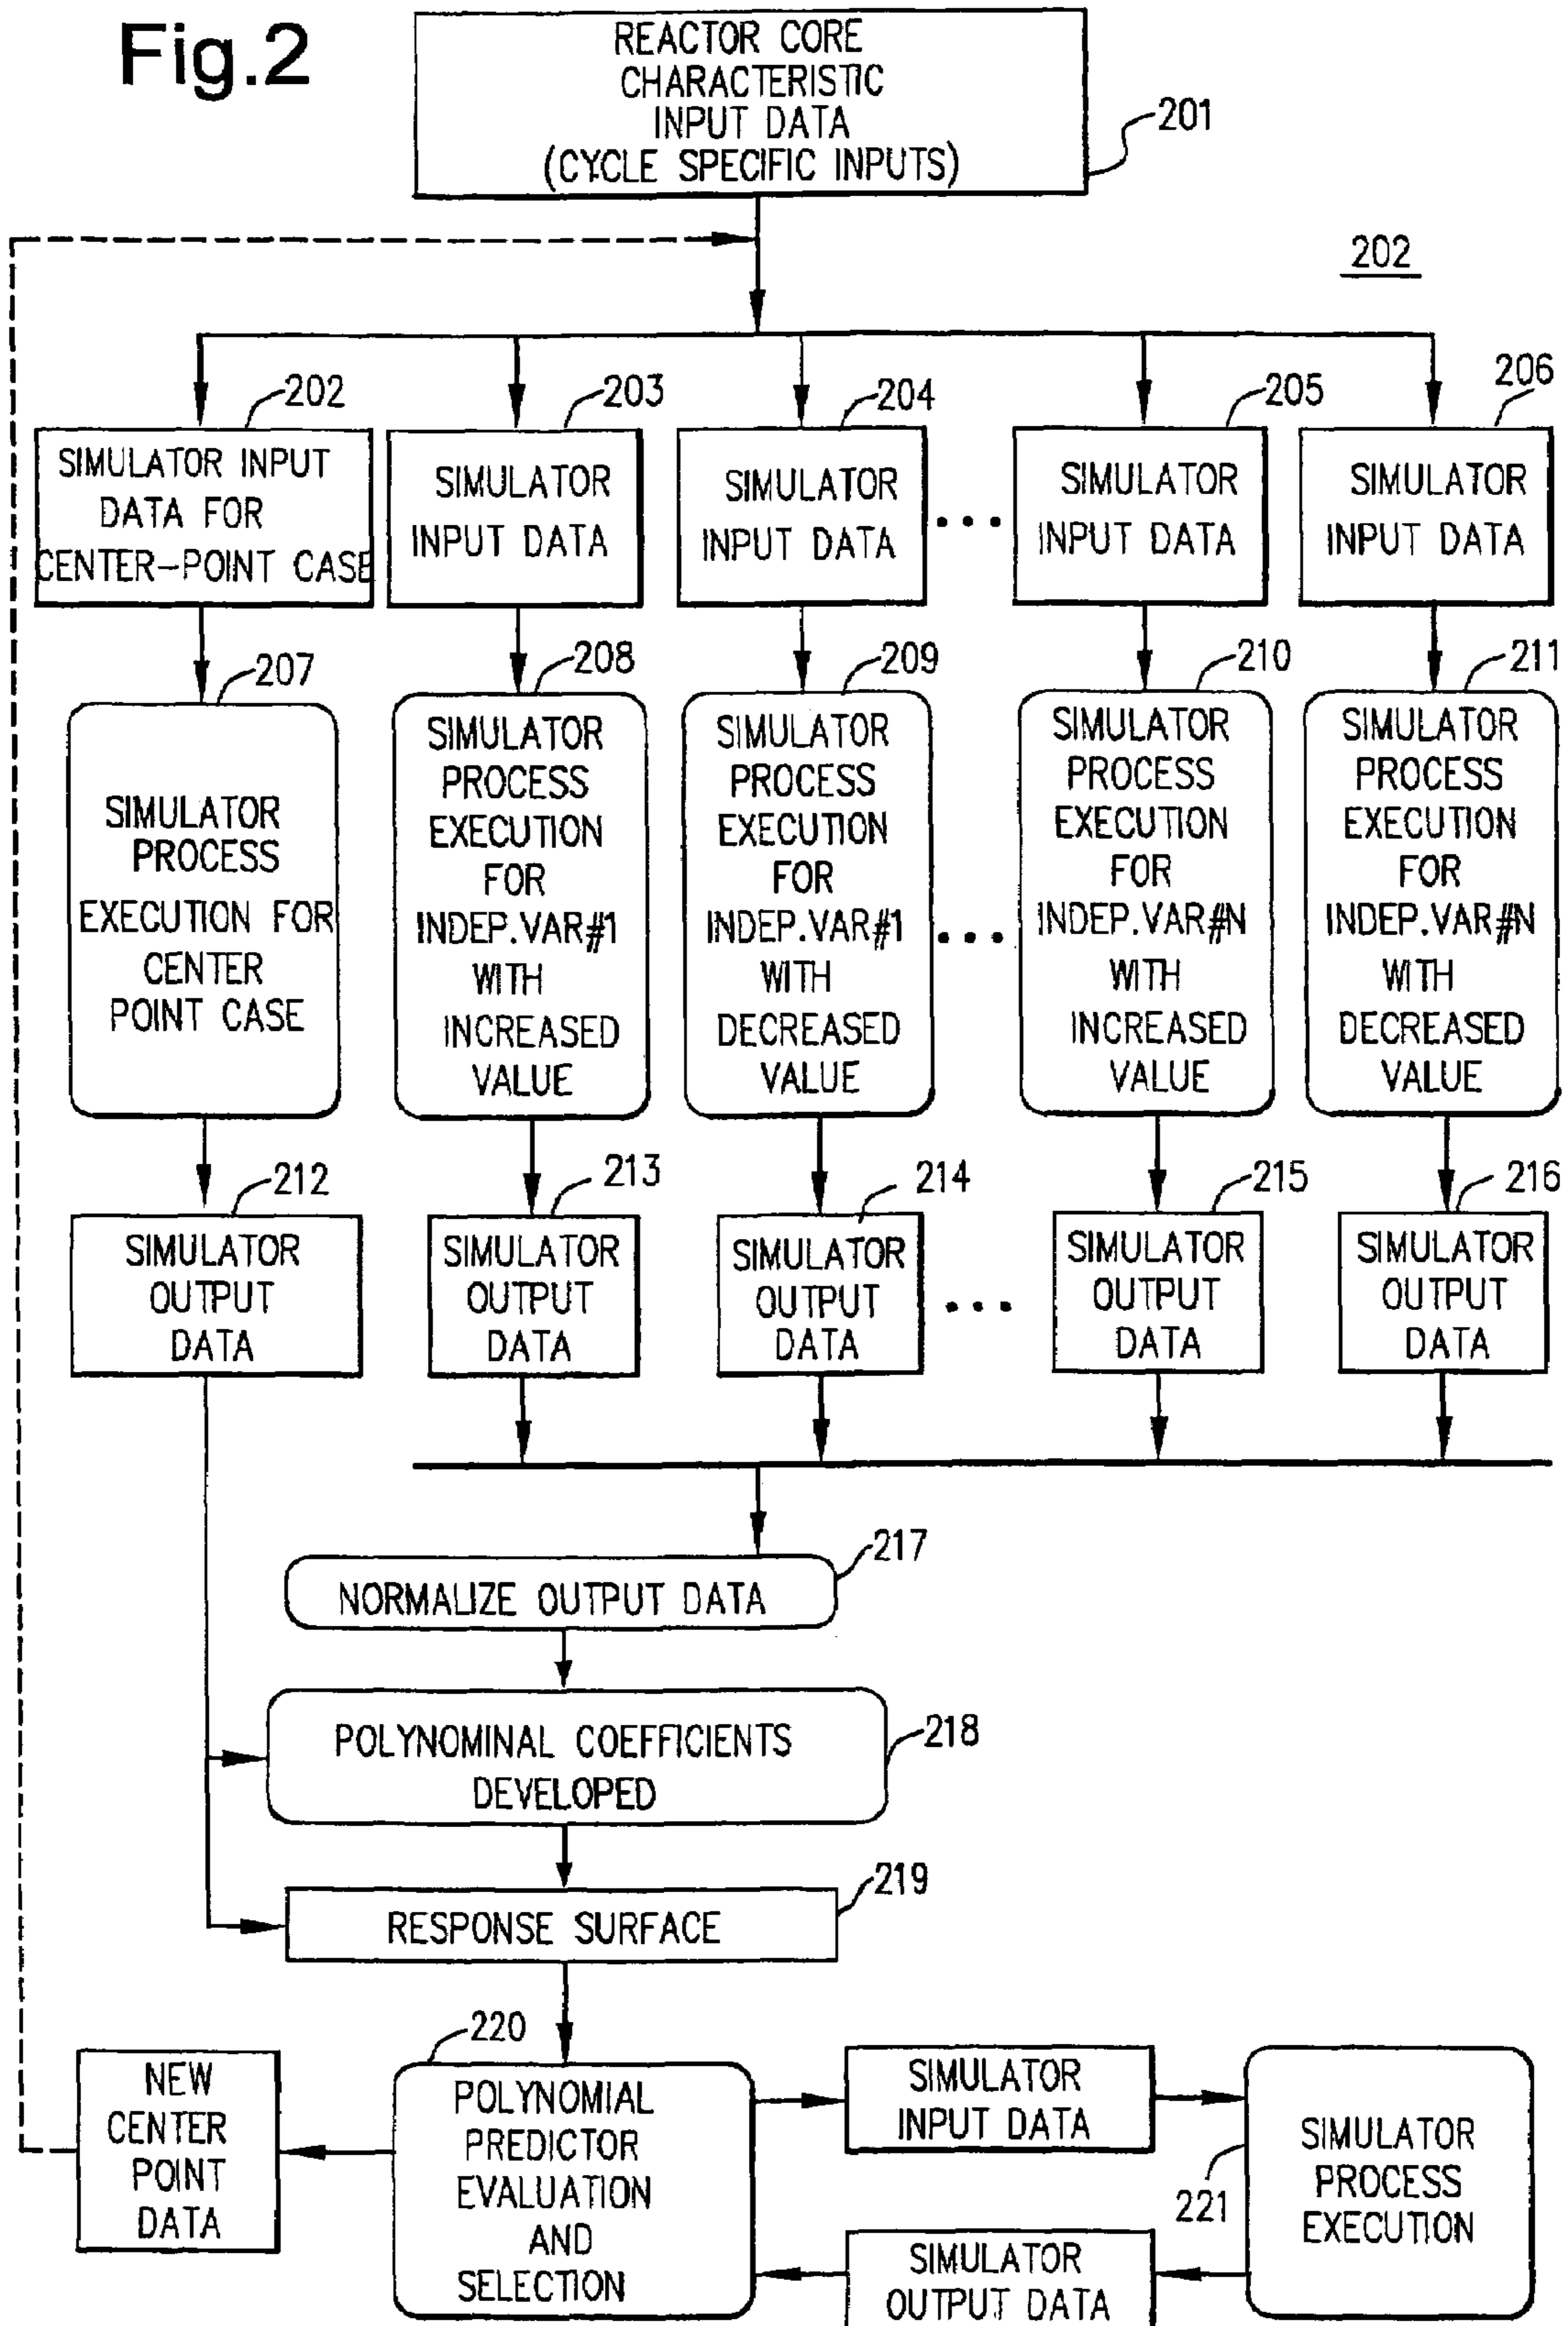 Fig.2
REACTOR CORE
CHARACTERISTIC
INPUT DATA
(CYCLE SPECIFIC INPUTS)
201
202
202
203
204
205
206
SIMULATOR INPUT
DATA FOR
CENTER-POINT CASE
SIMULATOR
INPUT DATA
SIMULATOR
INPUT DATA
...
SIMULATOR
INPUT DATA
SIMULATOR
INPUT DATA
207
208
209
210
211
SIMULATOR
PROCESS
EXECUTION FOR
CENTER
POINT CASE
SIMULATOR
PROCESS
EXECUTION
FOR
INDEP.VAR#1
WITH
INCREASED
VALUE
SIMULATOR
PROCESS
EXECUTION
FOR
INDEP.VAR#1
WITH
DECREASED
VALUE
...
SIMULATOR
PROCESS
EXECUTION
FOR
INDEP.VAR#N
WITH
INCREASED
VALUE
SIMULATOR
PROCESS
EXECUTION
FOR
INDEP.VAR#N
WITH
DECREASED
VALUE
212
213
214
215
216
SIMULATOR
OUTPUT
DATA
SIMULATOR
OUTPUT
DATA
SIMULATOR
OUTPUT
DATA
...
SIMULATOR
OUTPUT
DATA
SIMULATOR
OUTPUT
DATA
217
NORMALIZE OUTPUT DATA
218
POLYNOMINAL COEFFICIENTS
DEVELOPED
219
RESPONSE SURFACE
220
NEW
CENTER
POINT
DATA
POLYNOMIAL
PREDICTOR
EVALUATION
AND
SELECTION
SIMULATOR
INPUT DATA
221
SIMULATOR
PROCESS
EXECUTION
SIMULATOR
OUTPUT DATA